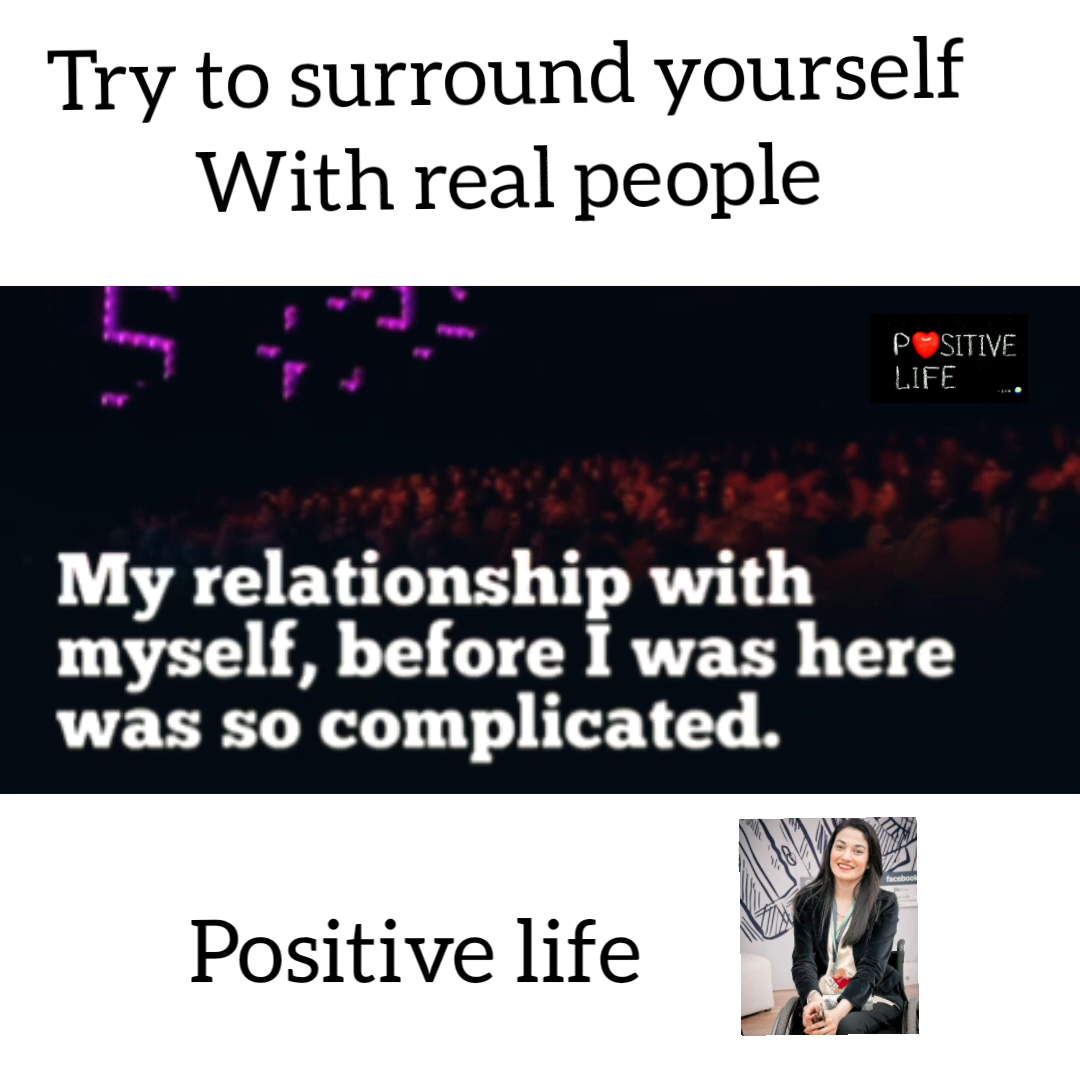 Try to surround yourself
With real people
P❤SITIVE
LIFE
My relationship with
myself, before I was here
was so complicated.
Positive life
facebook